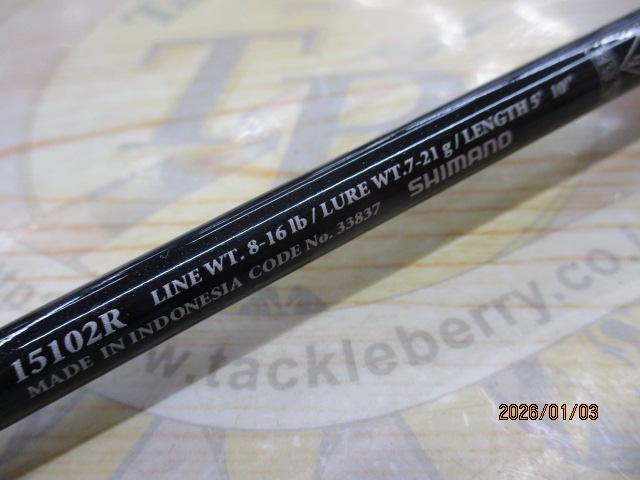 15102R LINE WT. 8-16 lb / LURE WT.7-21 g / LENGTH 5' 10"
MADE IN INDONESIA CODE No. 33837 SHIMANO
w.tackleberry.co.j
TP
2026/01/03